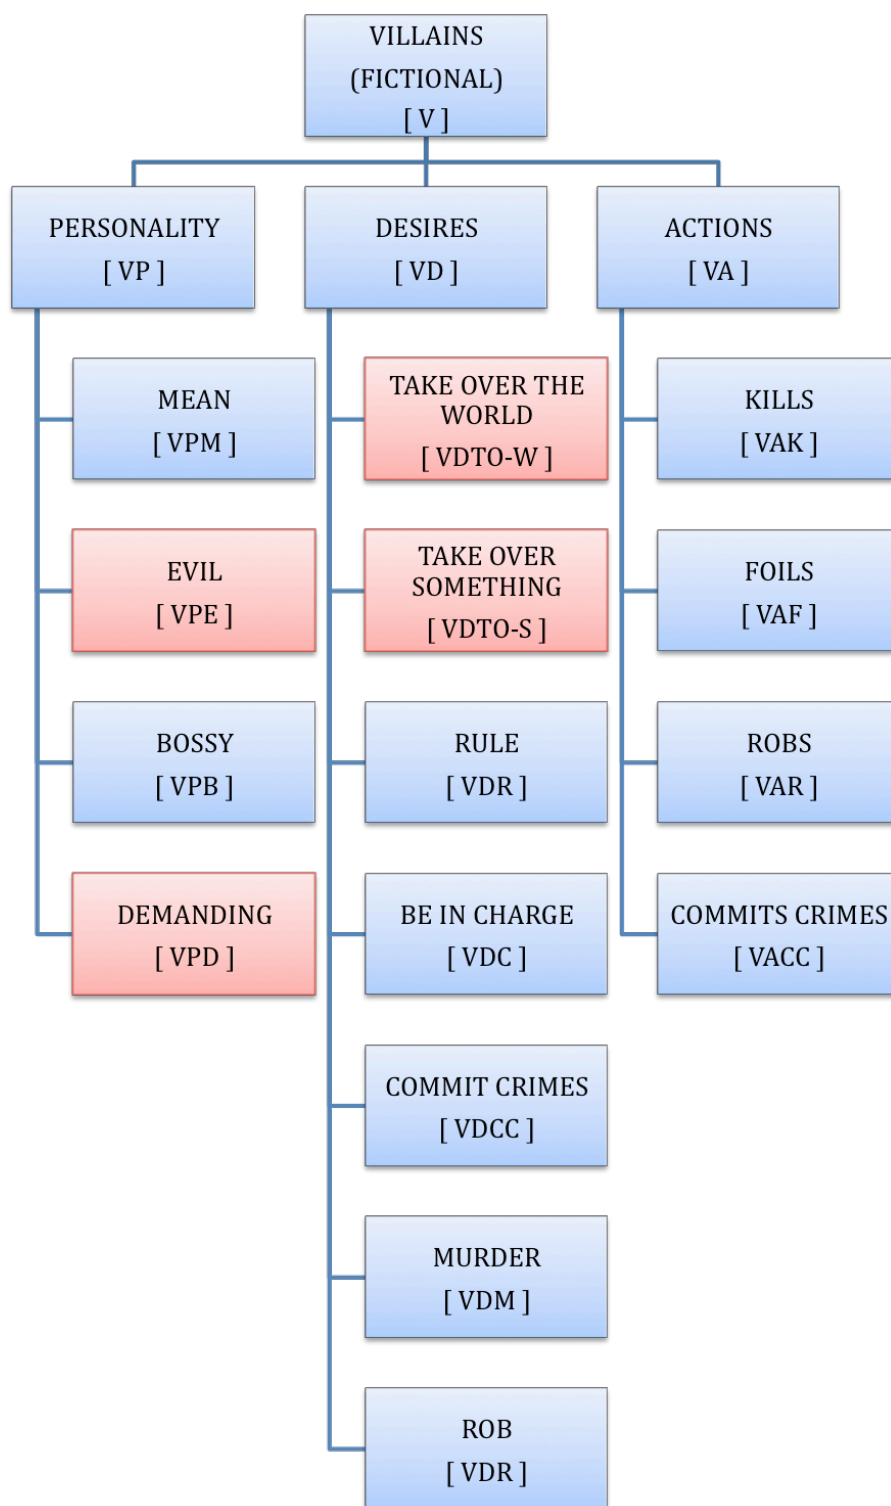 VILLAINS
(FICTIONAL)
[ V ]
PERSONALITY
[ VP ]
MEAN
[ VPM ]
EVIL
[ VPE ]
BOSSY
[ VPB ]
DEMANDING
[ VPD ]
DESIRES
[ VD ]
TAKE OVER THE
WORLD
[ VDTO-W ]
TAKE OVER
SOMETHING
[ VDTO-S ]
RULE
[ VDR ]
BE IN CHARGE
[ VDC ]
COMMIT CRIMES
[ VDCC ]
MURDER
[ VDM ]
ROB
[ VDR ]
ACTIONS
[ VA ]
KILLS
[ VAK ]
FOILS
[ VAF ]
ROBS
[ VAR ]
COMMITS CRIMES
[ VACC ]